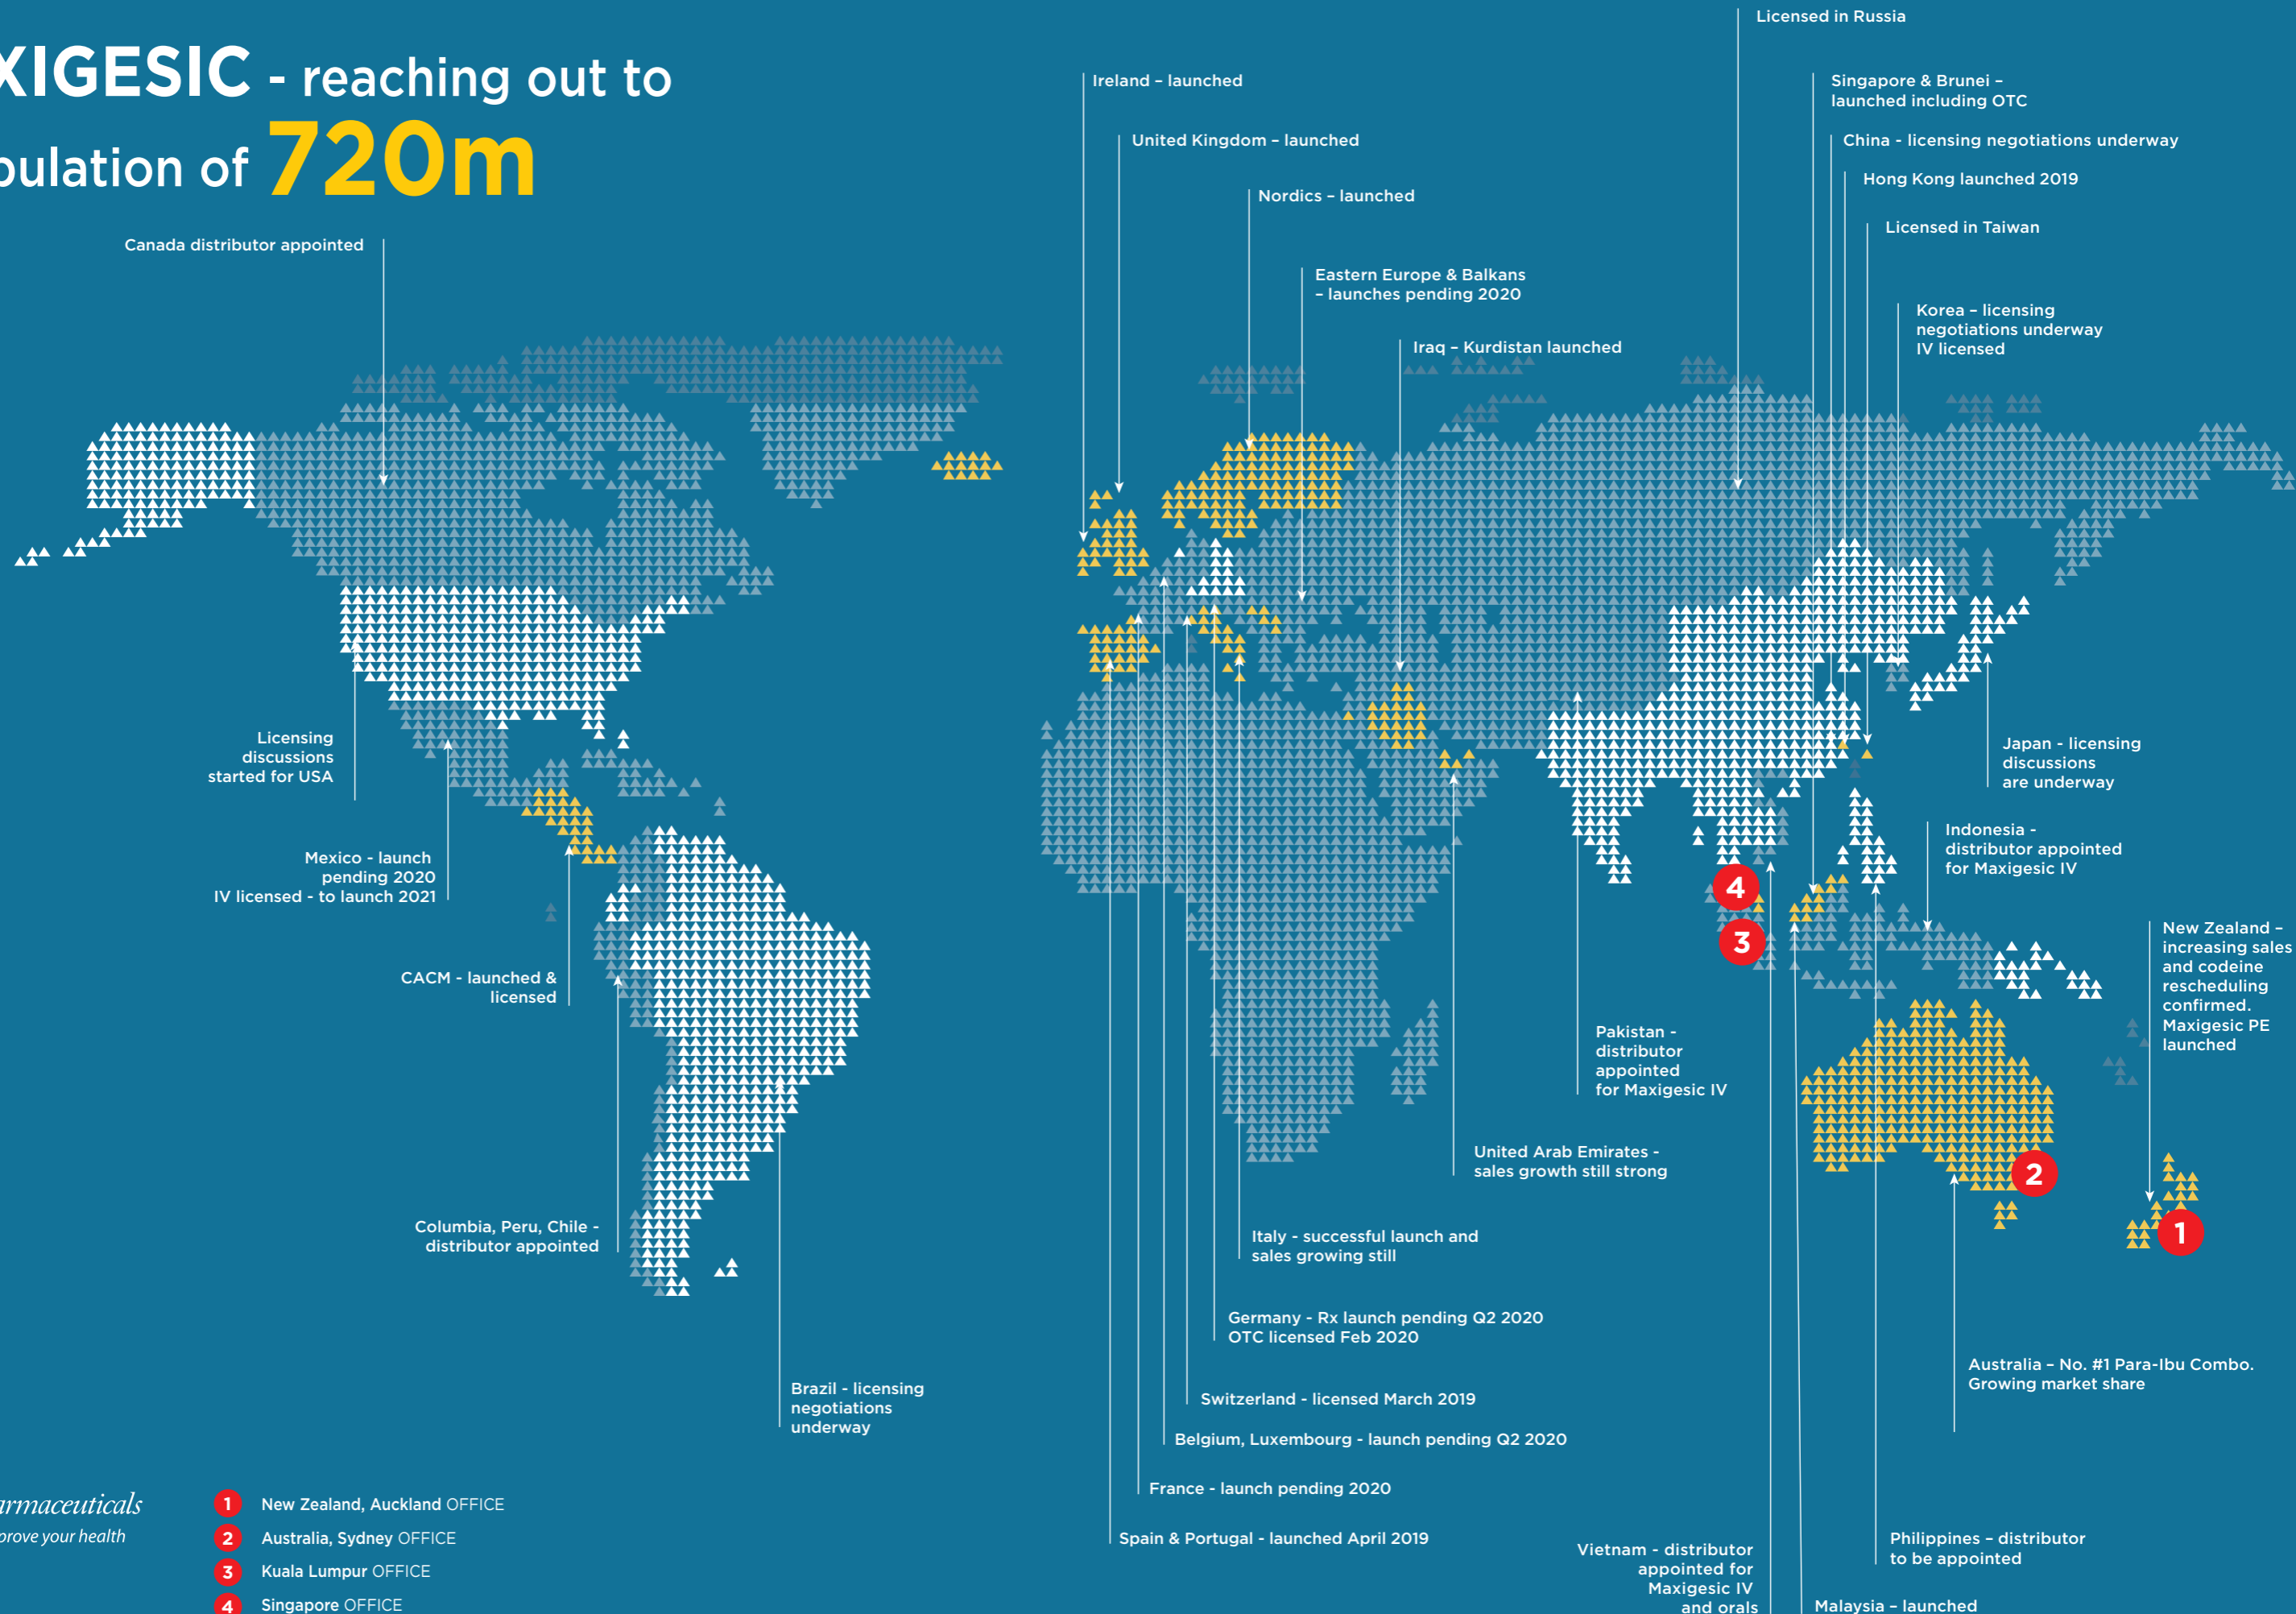 XIGESIC - reaching out to
pulation of 720m
Licensed in Russia
Ireland – launched
Singapore & Brunei –
launched including OTC
United Kingdom – launched
China - licensing negotiations underway
Hong Kong launched 2019
Nordics – launched
Licensed in Taiwan
Canada distributor appointed
Eastern Europe & Balkans
– launches pending 2020
Korea – licensing
negotiations underway
IV licensed
Iraq – Kurdistan launched
Licensing
discussions
started for USA
Japan - licensing
discussions
are underway
Indonesia -
distributor appointed
for Maxigesic IV
Mexico - launch
pending 2020
IV licensed - to launch 2021
4
3
New Zealand –
increasing sales
and codeine
rescheduling
confirmed.
Maxigesic PE
launched
CACM - launched &
licensed
Pakistan -
distributor
appointed
for Maxigesic IV
United Arab Emirates -
sales growth still strong
2
1
Columbia, Peru, Chile -
distributor appointed
Italy - successful launch and
sales growing still
Germany - Rx launch pending Q2 2020
OTC licensed Feb 2020
Australia – No. #1 Para-Ibu Combo.
Growing market share
Brazil - licensing
negotiations
underway
Switzerland - licensed March 2019
Belgium, Luxembourg - launch pending Q2 2020
France - launch pending 2020
Spain & Portugal - launched April 2019
Philippines – distributor
to be appointed
Vietnam - distributor
appointed for
Maxigesic IV
and orals
Malaysia – launched
armaceuticals
prove your health
1 New Zealand, Auckland OFFICE
2 Australia, Sydney OFFICE
3 Kuala Lumpur OFFICE
4 Singapore OFFICE